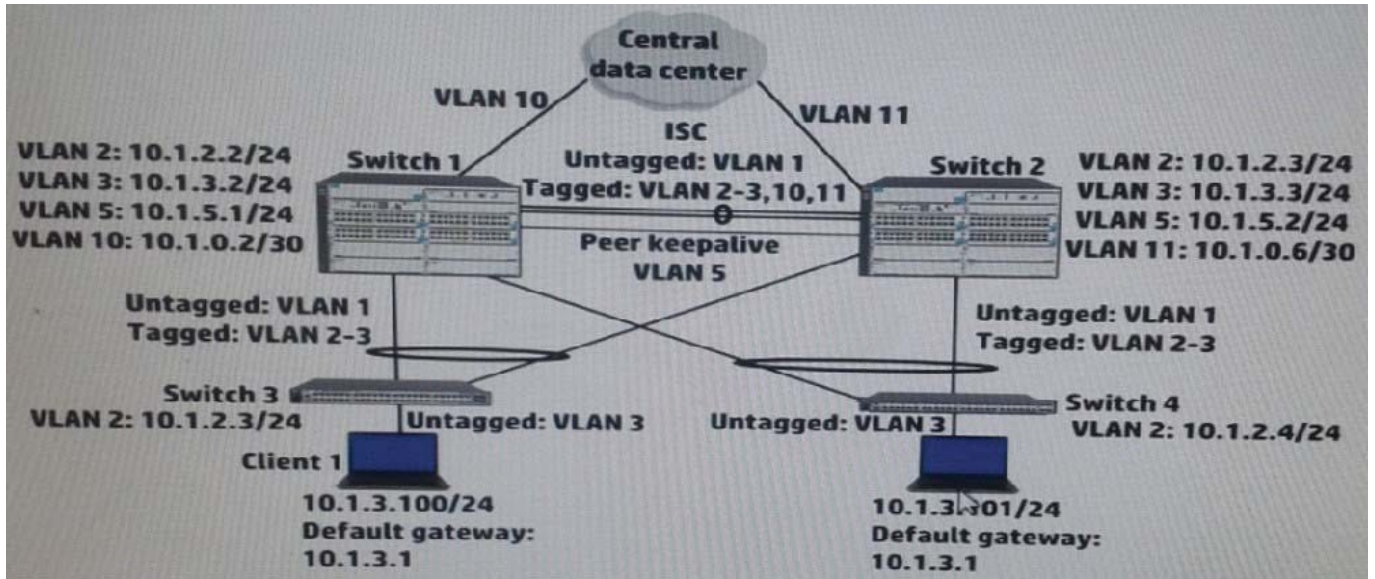 Central
data center
VLAN 10
VLAN 11
ISC
Untagged: VLAN 1
Tagged: VLAN 2-3,10,11
VLAN 2: 10.1.2.2/24
VLAN 3: 10.1.3.2/24
VLAN 5: 10.1.5.1/24
VLAN 10: 10.1.0.2/30
Switch 1
Switch 2
VLAN 2: 10.1.2.3/24
VLAN 3: 10.1.3.3/24
VLAN 5: 10.1.5.2/24
VLAN 11: 10.1.0.6/30
Peer keepalive
VLAN 5
Untagged: VLAN 1
Tagged: VLAN 2-3
Untagged: VLAN 1
Tagged: VLAN 2-3
Switch 3
VLAN 2: 10.1.2.3/24
Untagged: VLAN 3
Untagged: VLAN 3
Switch 4
VLAN 2: 10.1.2.4/24
Client 1
10.1.3.100/24
Default gateway:
10.1.3.1
Default gateway:
10.1.3.1